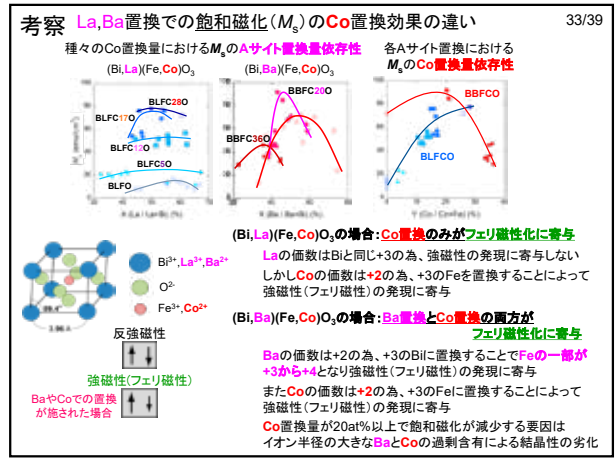 考察 La,Ba置換での飽和磁化(Ms)のCo置換効果の違い
33/39
種々のCo置換量におけるMsのAサイト置換量依存性
各Aサイト置換における
MsのCo置換量依存性
(Bi,La)(Fe,Co)O3
(Bi,Ba)(Fe,Co)O3
BLFC28O
BLFC17O
BLFC12O
BLFC5O
BLFO
X (La / La+Bi) (%)
BBFC20O
BBFC36O
X (Ba / Ba+Bi) (%)
BBFCO
BLFCO
Y (Co / Co+Fe) (%)
(Bi,La)(Fe,Co)O3の場合:Co置換のみがフェリ磁性化に寄与
Laの価数はBiと同じ+3の為、強磁性の発現に寄与しない
しかしCoの価数は+2の為、+3のFeを置換することによって
強磁性(フェリ磁性)の発現に寄与
(Bi,Ba)(Fe,Co)O3の場合:Ba置換とCo置換の両方が
フェリ磁性化に寄与
Baの価数は+2の為、+3のBiに置換することでFeの一部が
+3から+4となり強磁性(フェリ磁性)の発現に寄与
またCoの価数は+2の為、+3のFeに置換することによって
強磁性(フェリ磁性)の発現に寄与
Co置換量が20at%以上で飽和磁化が減少する要因は
イオン半径の大きなBaとCoの過剰含有による結晶性の劣化
Bi3+,La3+,Ba2+
O2-
Fe3+,Co2+
89.4°
3.96 Å
反強磁性
強磁性(フェリ磁性)
BaやCoでの置換
が施された場合